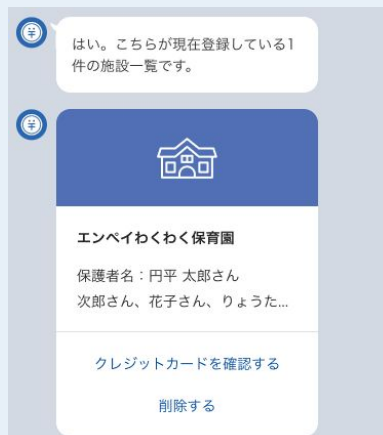 はい。こちらが現在登録している1
件の施設一覧です。
エンペイわくわく保育園
保護者名：円平 太郎さん
次郎さん、花子さん、りょうた...
クレジットカードを確認する
削除する